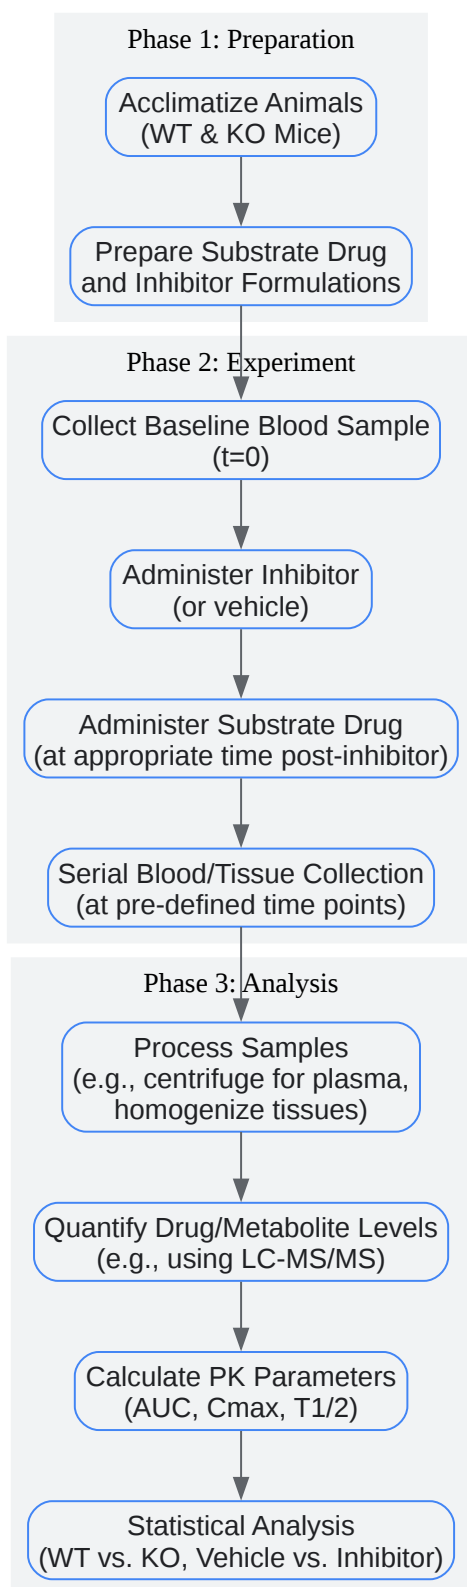 Phase 1: Preparation
Acclimatize Animals
(WT & KO Mice)
Prepare Substrate Drug
and Inhibitor Formulations
Phase 2: Experiment
Collect Baseline Blood Sample
(t=0)
Administer Inhibitor
(or vehicle)
Administer Substrate Drug
(at appropriate time post-inhibitor)
Serial Blood/Tissue Collection
(at pre-defined time points)
Phase 3: Analysis
Process Samples
(e.g., centrifuge for plasma,
homogenize tissues)
Quantify Drug/Metabolite Levels
(e.g., using LC-MS/MS)
Calculate PK Parameters
(AUC, Cmax, T1/2)
Statistical Analysis
(WT vs. KO, Vehicle vs. Inhibitor)